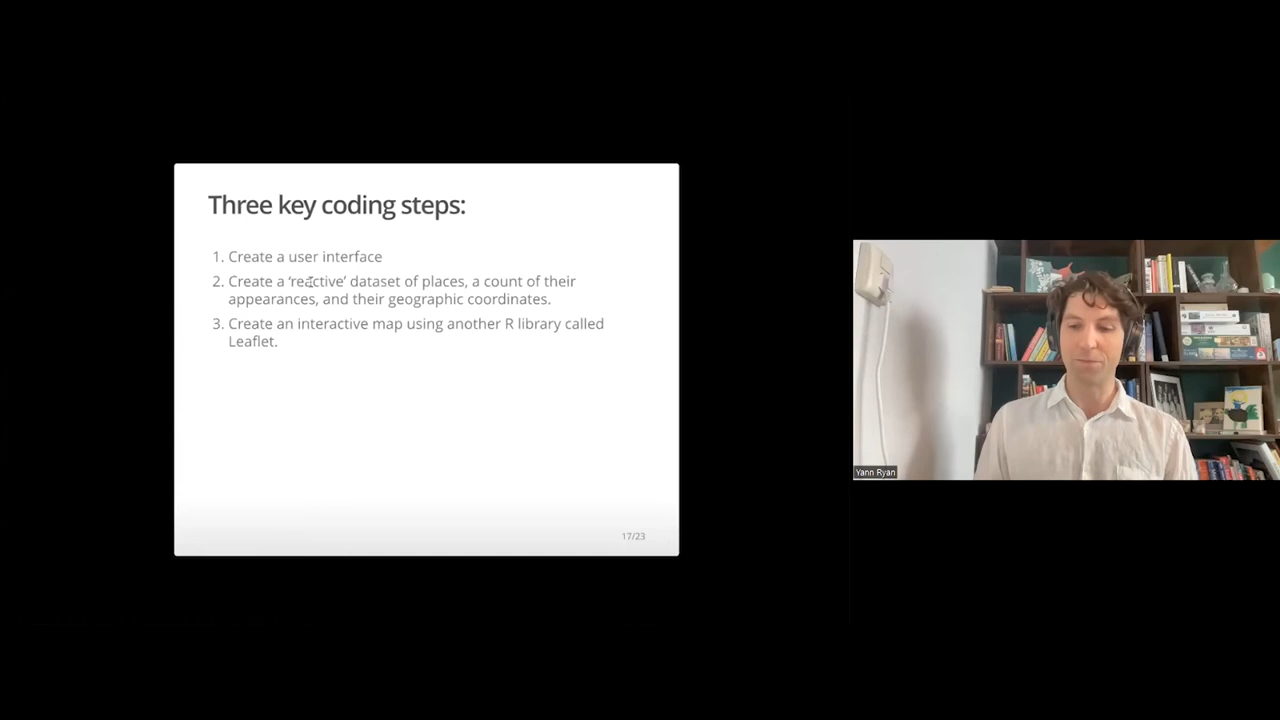 Three key coding steps:
1. Create a user interface
2. Create a ‘reactive’ dataset of places, a count of their
appearances, and their geographic coordinates.
3. Create an interactive map using another R library called
Leaflet.
17/23
Yann Ryan